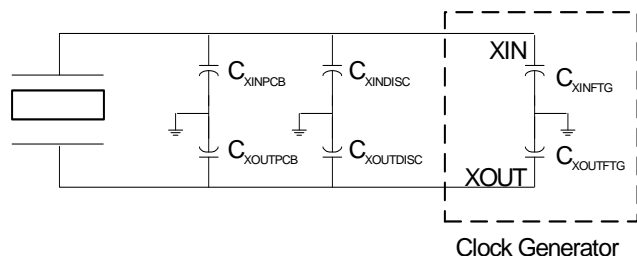 XIN
C_XINPCB
C_XINDISC
C_XINFTG
C_XOUTPCB
C_XOUTDISC
C_XOUTFTG
XOUT
Clock Generator